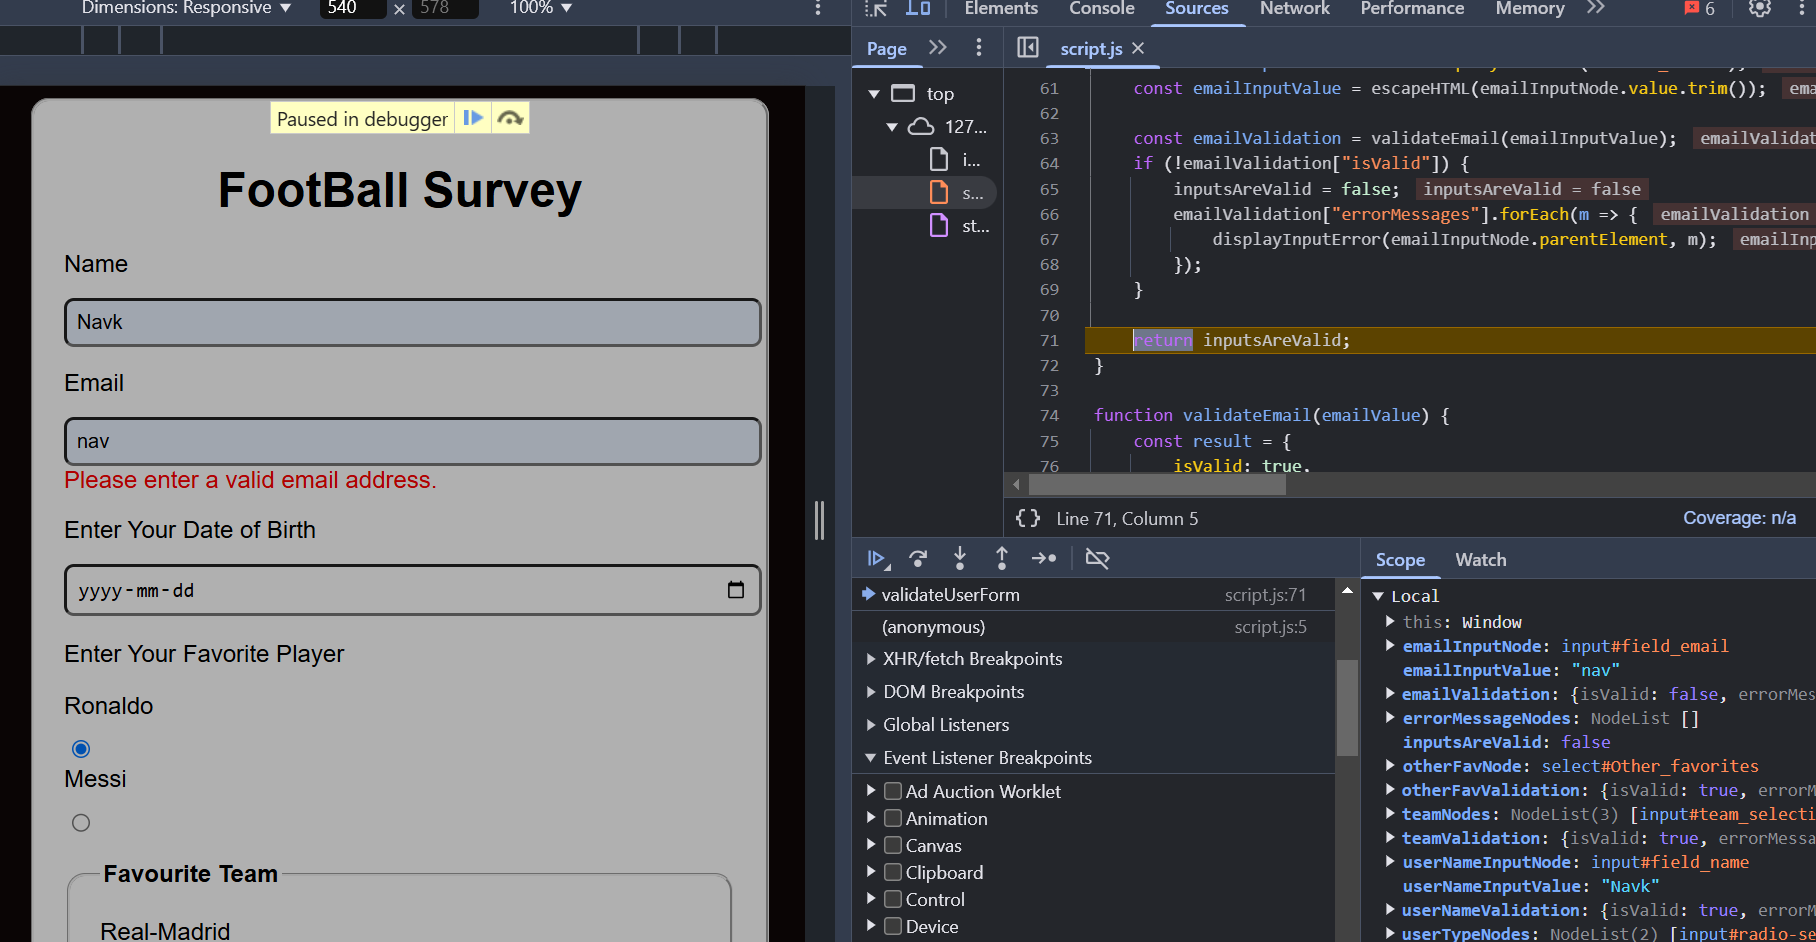 Dimensions: Responsive ▼ 540 × 578 100% ▼
Elements Console Sources Network Performance Memory 6
Page script.js ×
top
127...
i...
s...
st...
61 const emailInputValue = escapeHTML(emailInputNode.value.trim()); ema
62
63 const emailValidation = validateEmail(emailInputValue); emailValidat
64 if (!emailValidation["isValid"]) {
65 inputsAreValid = false; inputsAreValid = false
66 emailValidation["errorMessages"].forEach(m => { emailValidation
67 displayInputError(emailInputNode.parentElement, m); emailInp
68 });
69 }
70
71 return inputsAreValid;
72 }
73
74 function validateEmail(emailValue) {
75 const result = {
76 isValid: true,
{} Line 71, Column 5 Coverage: n/a
Paused in debugger
FootBall Survey
Name
Navk
Email
nav
Please enter a valid email address.
Enter Your Date of Birth
yyyy-mm-dd
Enter Your Favorite Player
Ronaldo
Messi
Favourite Team
Real-Madrid
validateUserForm script.js:71
(anonymous) script.js:5
XHR/fetch Breakpoints
DOM Breakpoints
Global Listeners
Event Listener Breakpoints
Ad Auction Worklet
Animation
Canvas
Clipboard
Control
Device
Scope Watch
Local
this: Window
emailInputNode: input#field_email
emailInputValue: "nav"
emailValidation: {isValid: false, errorMes
errorMessageNodes: NodeList []
inputsAreValid: false
otherFavNode: select#Other_favorites
otherFavValidation: {isValid: true, errorM
teamNodes: NodeList(3) [input#team_selecti
teamValidation: {isValid: true, errorMessa
userNameInputNode: input#field_name
userNameInputValue: "Navk"
userNameValidation: {isValid: true, errorM
userTypeNodes: NodeList(2) [input#radio-se